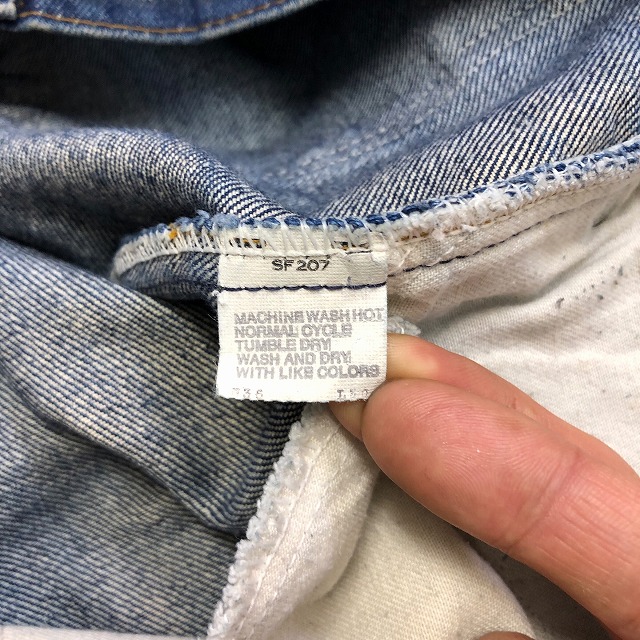 SF207
MACHINE WASH HOT
NORMAL CYCLE
TUMBLE DRY
WASH AND DRY
WITH LIKE COLORS